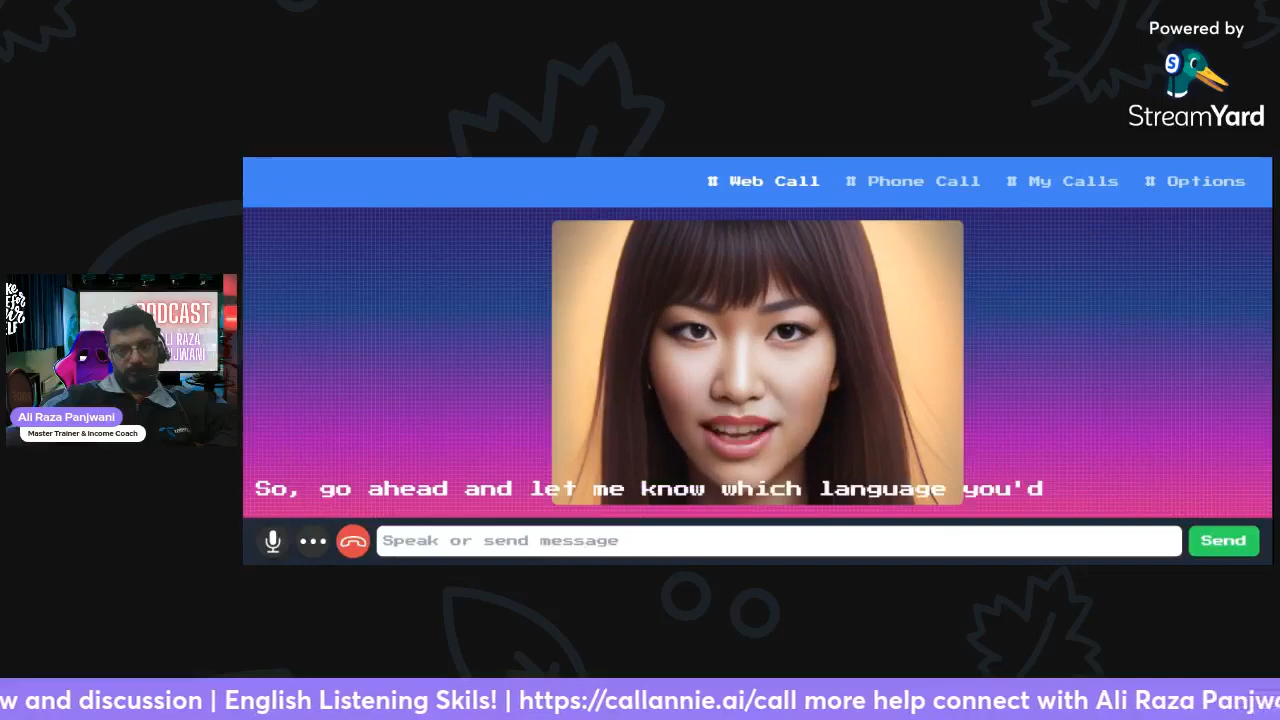 Powered by
S
StreamYard
# Web Call # Phone Call # My Calls # Options
PODCAST
ALI RAZA
PANJWANI
Ali Raza Panjwani
Master Trainer & Income Coach
So, go ahead and let me know which language you'd
Speak or send message
Send
w and discussion | English Listening Skils! | https://callannie.ai/call more help connect with Ali Raza Panjwa